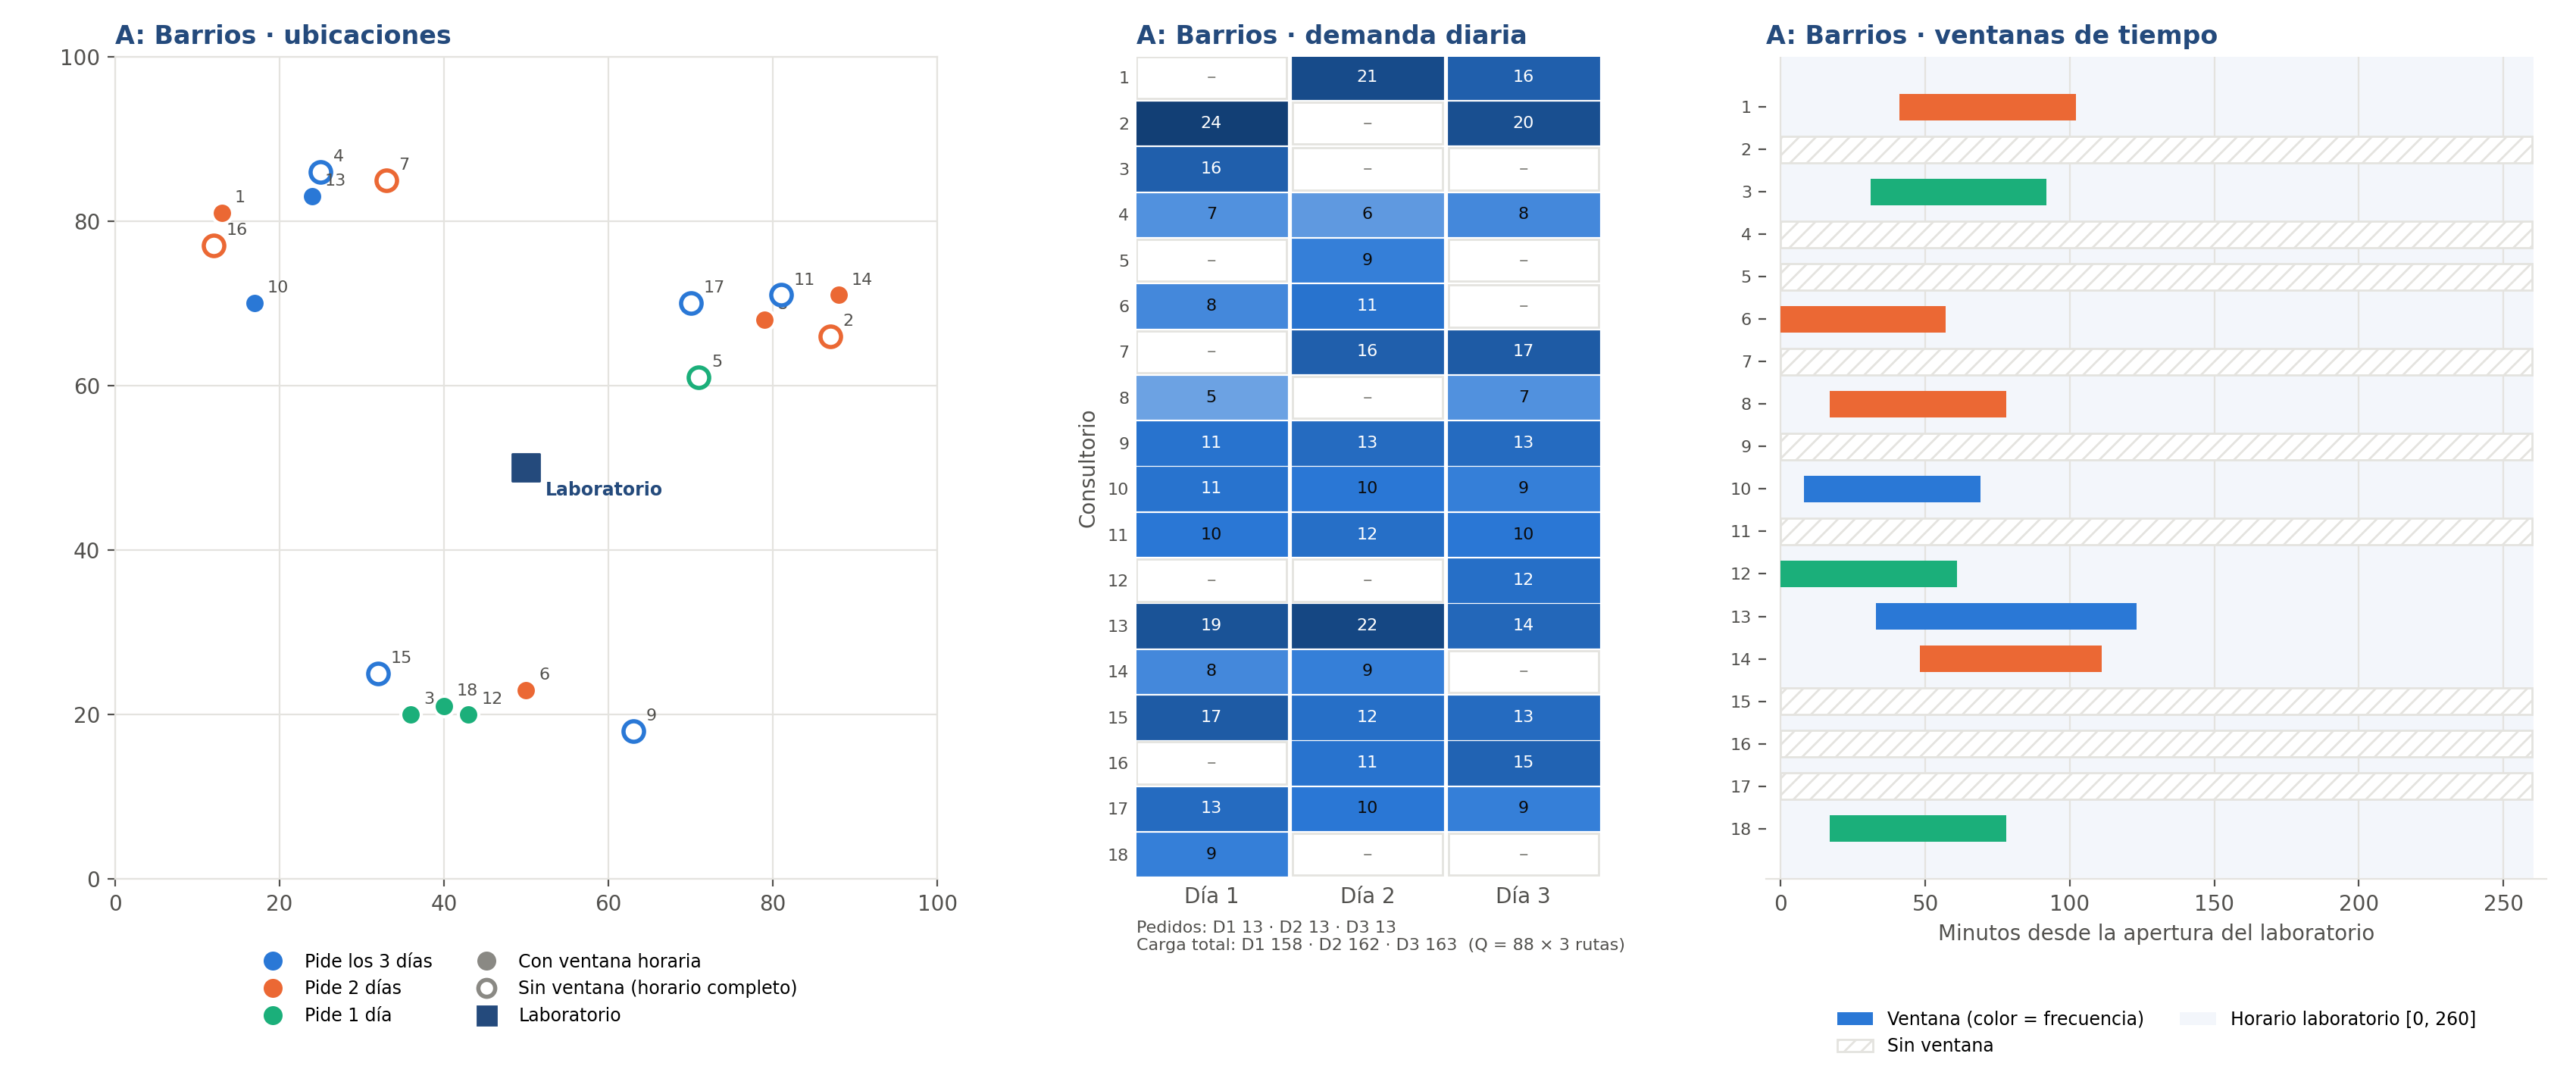 A: Barrios · ubicaciones
100
80
60
40
20
0
0 20 40 60 80 100
4
7
13
1
16
10
17
11
14
2
5
Laboratorio
15
6
18
3
12
9
Pide los 3 días
Pide 2 días
Pide 1 día
Con ventana horaria
Sin ventana (horario completo)
Laboratorio
A: Barrios · demanda diaria
Consultorio
1 – 21 16
2 24 – 20
3 16 – –
4 7 6 8
5 – 9 –
6 8 11 –
7 – 16 17
8 5 – 7
9 11 13 13
10 11 10 9
11 10 12 10
12 – – 12
13 19 22 14
14 8 9 –
15 17 12 13
16 – 11 15
17 13 10 9
18 9 – –
Día 1 Día 2 Día 3
Pedidos: D1 13 · D2 13 · D3 13
Carga total: D1 158 · D2 162 · D3 163 (Q = 88 × 3 rutas)
A: Barrios · ventanas de tiempo
1
2
3
4
5
6
7
8
9
10
11
12
13
14
15
16
17
18
0 50 100 150 200 250
Minutos desde la apertura del laboratorio
Ventana (color = frecuencia)
Sin ventana
Horario laboratorio [0, 260]